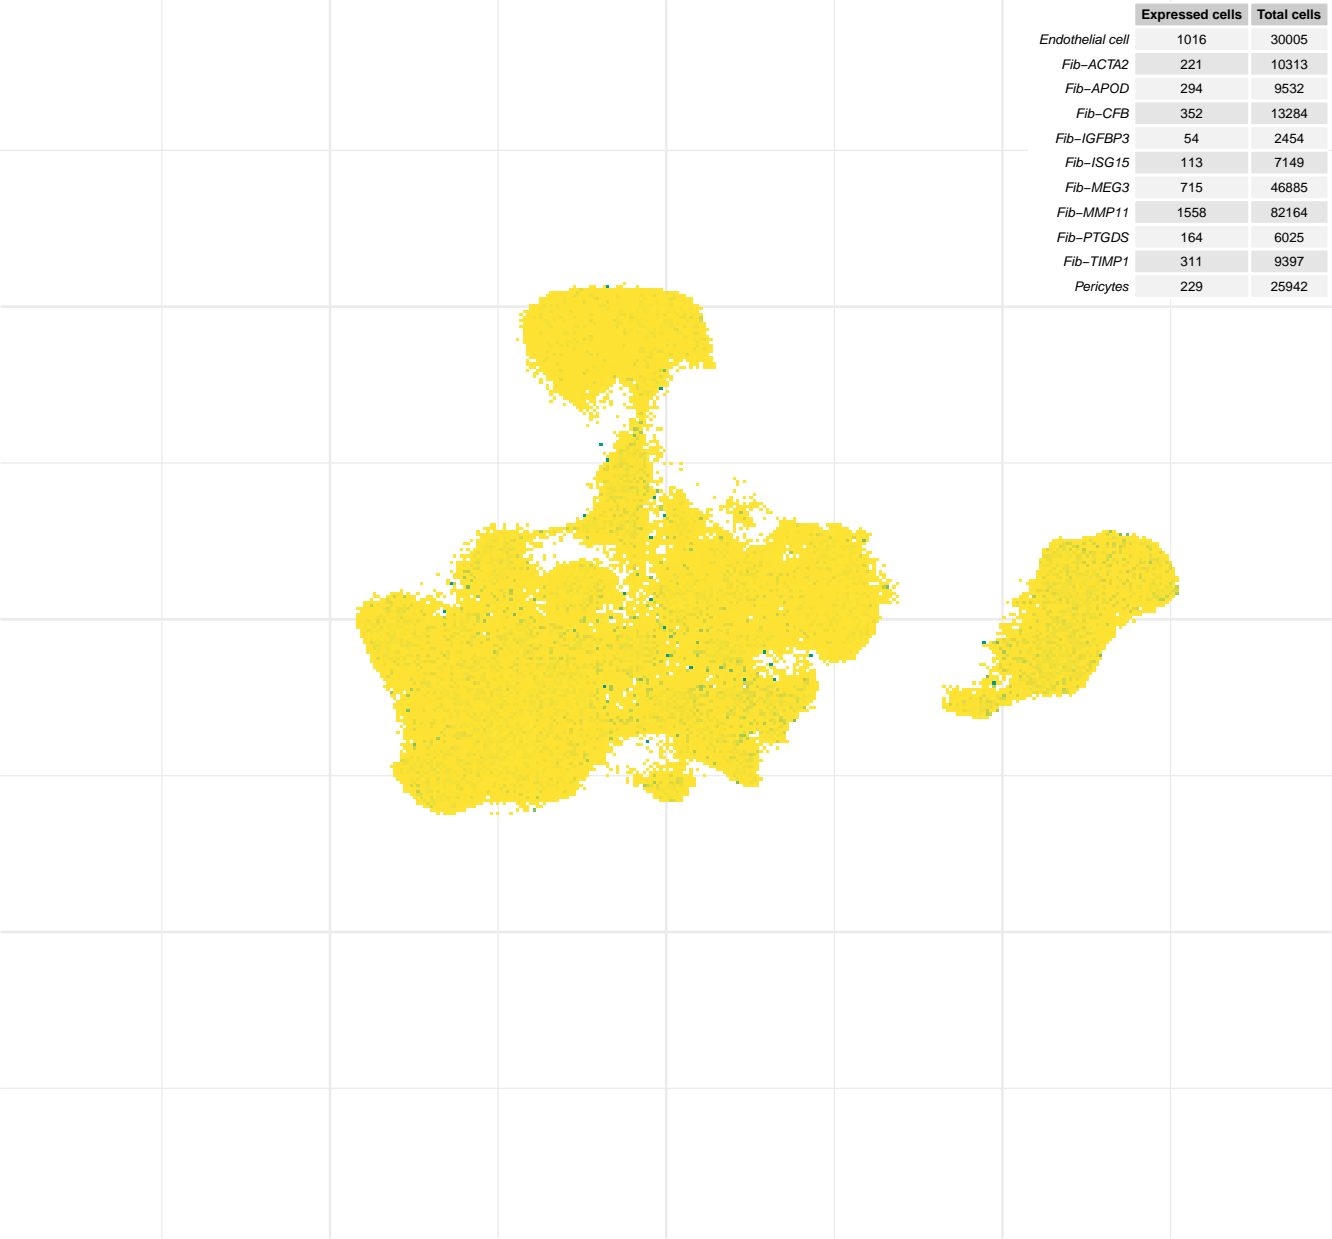 Expressed cells Total cells
Endothelial cell 1016 30005
Fib−ACTA2 221 10313
Fib−APOD 294 9532
Fib−CFB 352 13284
Fib−IGFBP3 54 2454
Fib−ISG15 113 7149
Fib−MEG3 715 46885
Fib−MMP11 1558 82164
Fib−PTGDS 164 6025
Fib−TIMP1 311 9397
Pericytes 229 25942